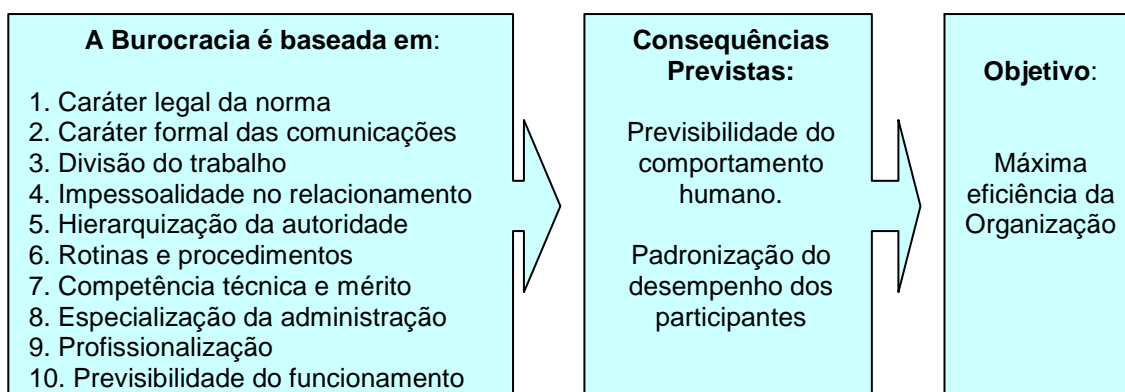 A Burocracia é baseada em:
1. Caráter legal da norma
2. Caráter formal das comunicações
3. Divisão do trabalho
4. Impessoalidade no relacionamento
5. Hierarquização da autoridade
6. Rotinas e procedimentos
7. Competência técnica e mérito
8. Especialização da administração
9. Profissionalização
10. Previsibilidade do funcionamento
Consequências
Previstas:
Previsibilidade do
comportamento
humano.
Padronização do
desempenho dos
participantes
Objetivo:
Máxima
eficiência da
Organização